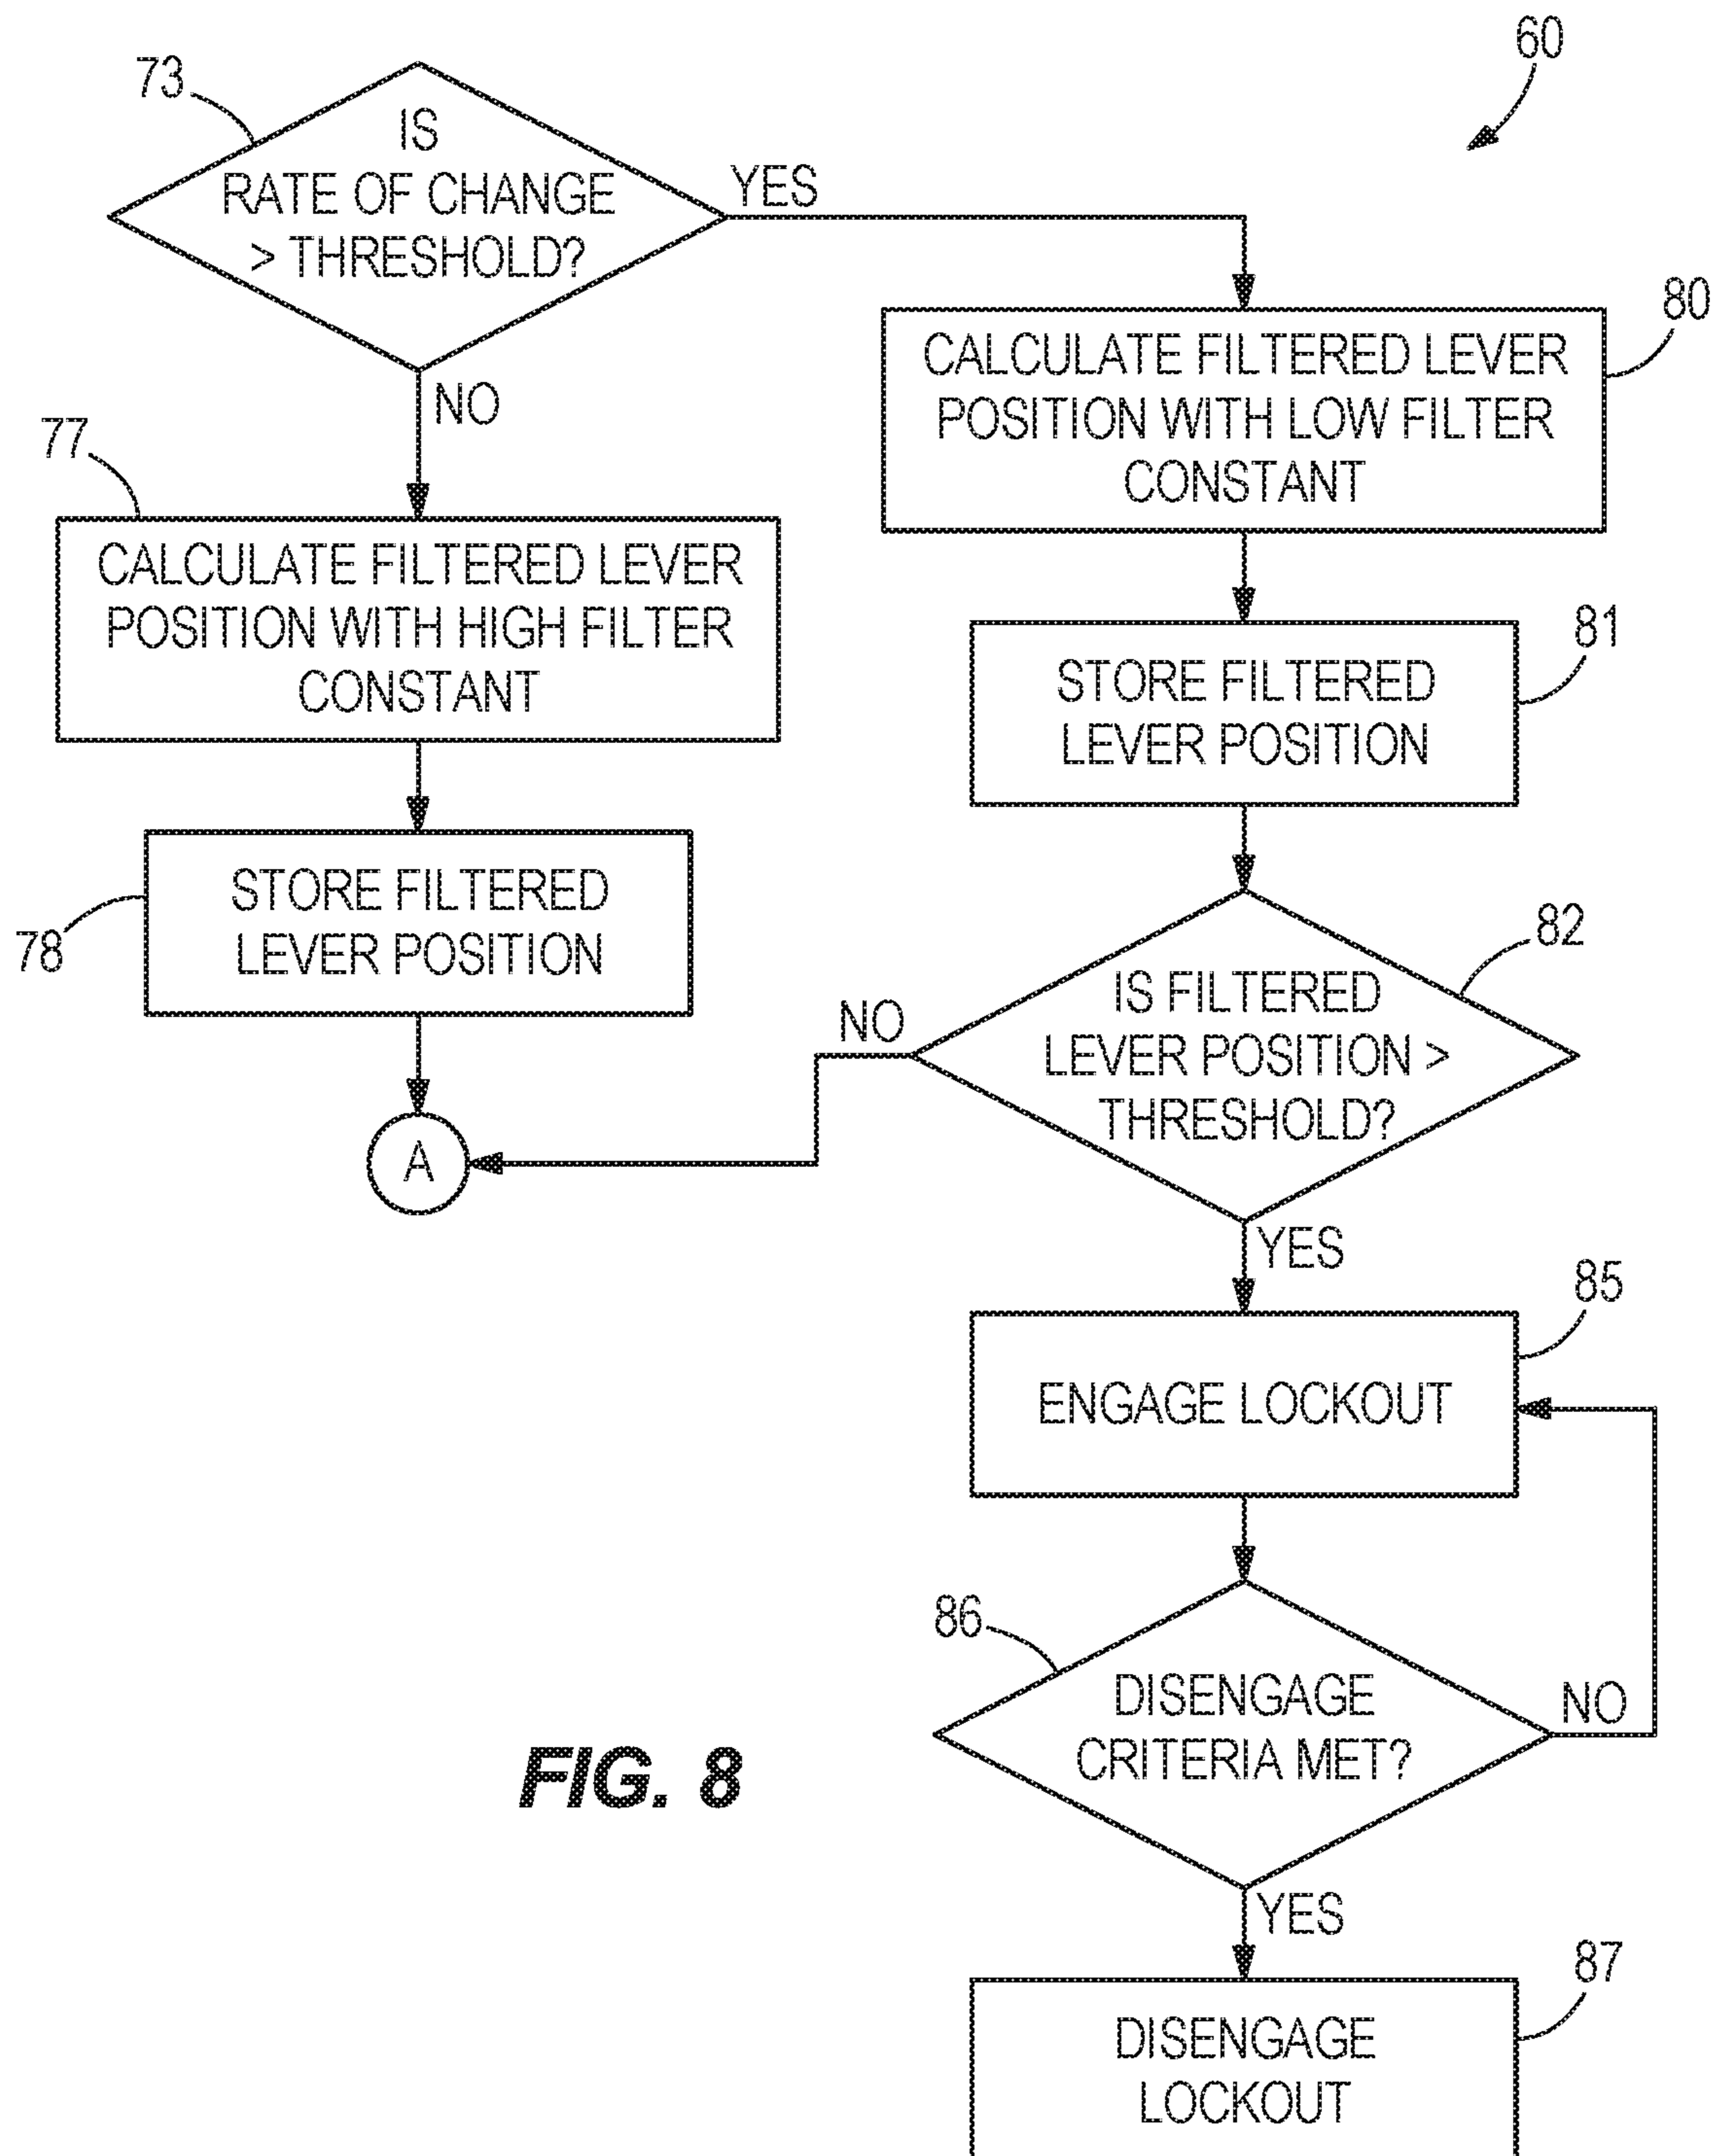 60
73
IS
RATE OF CHANGE
> THRESHOLD?
YES
NO
80
CALCULATE FILTERED LEVER
POSITION WITH LOW FILTER
CONSTANT
77
CALCULATE FILTERED LEVER
POSITION WITH HIGH FILTER
CONSTANT
81
STORE FILTERED
LEVER POSITION
78
STORE FILTERED
LEVER POSITION
82
IS FILTERED
LEVER POSITION >
THRESHOLD?
NO
A
YES
85
ENGAGE LOCKOUT
86
DISENGAGE
CRITERIA MET?
NO
FIG. 8
YES
87
DISENGAGE
LOCKOUT